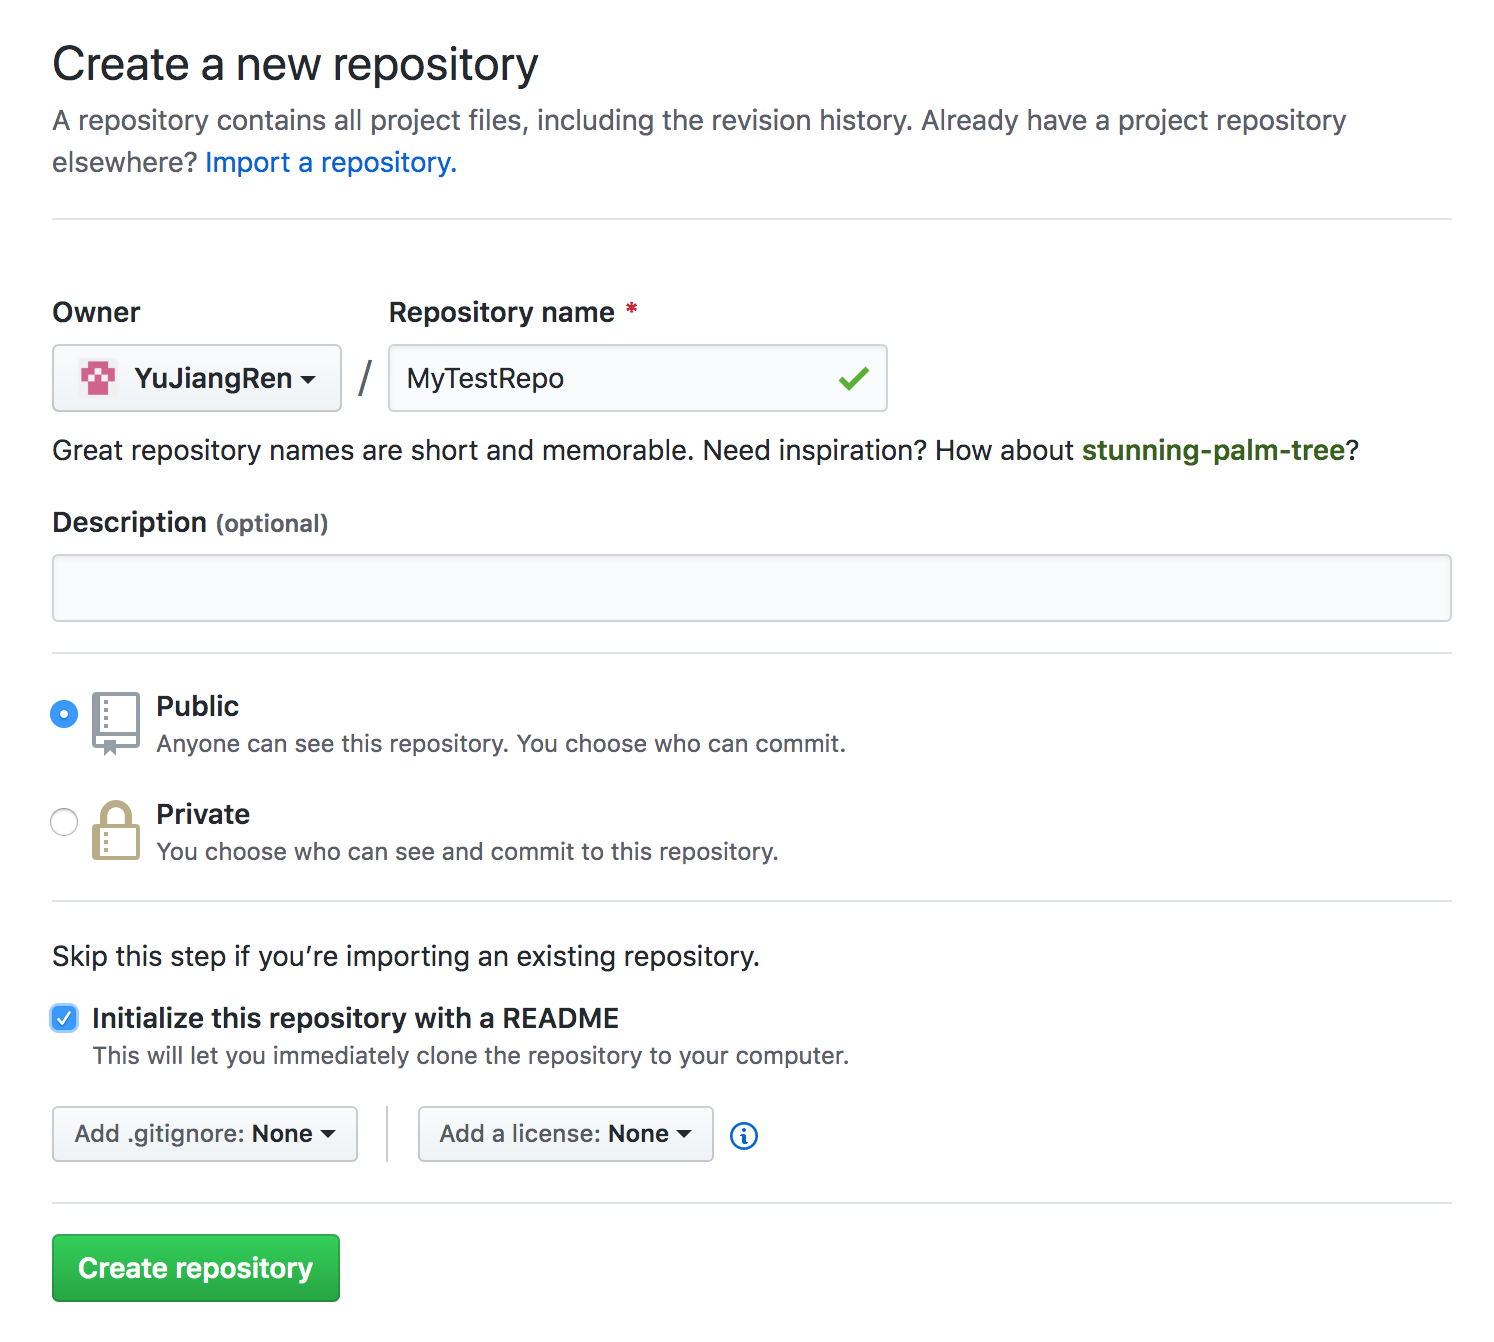 Create a new repository
A repository contains all project files, including the revision history. Already have a project repository
elsewhere? Import a repository.
Owner
Repository name *
YuJiangRen / MyTestRepo
Great repository names are short and memorable. Need inspiration? How about stunning-palm-tree?
Description (optional)
Public
Anyone can see this repository. You choose who can commit.
Private
You choose who can see and commit to this repository.
Skip this step if you’re importing an existing repository.
Initialize this repository with a README
This will let you immediately clone the repository to your computer.
Add .gitignore: None
Add a license: None
Create repository